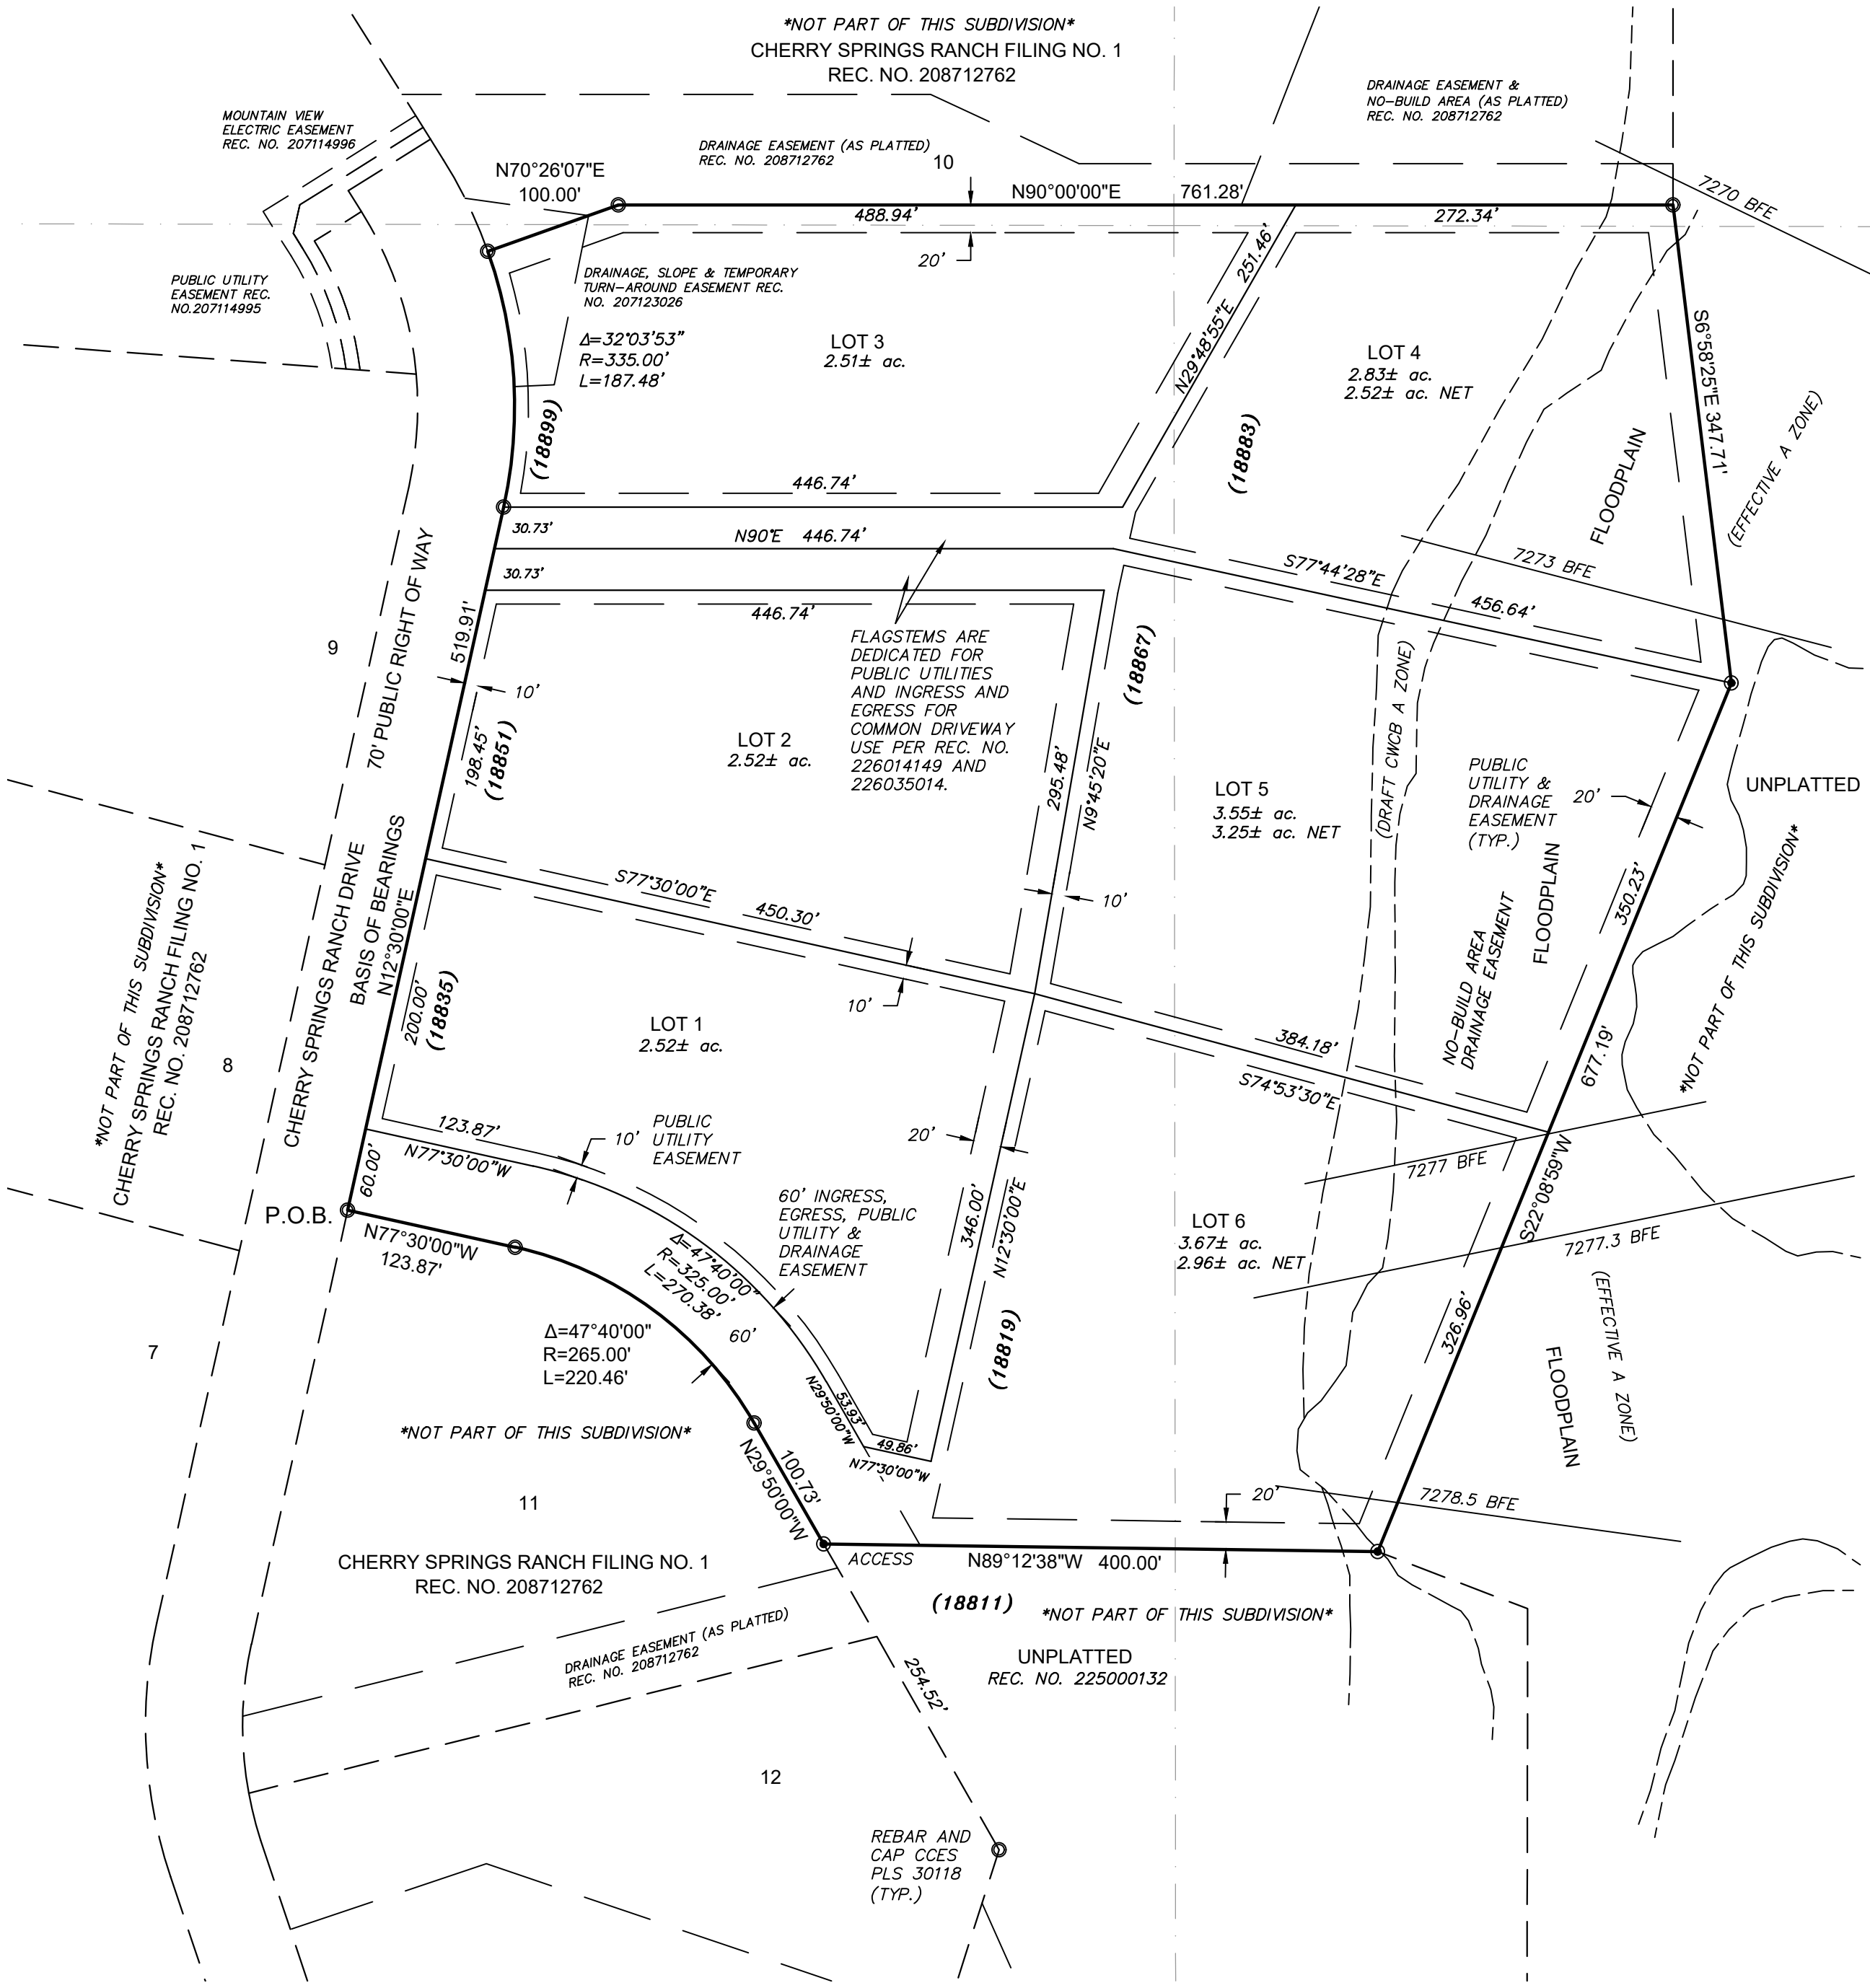 *NOT PART OF THIS SUBDIVISION*
CHERRY SPRINGS RANCH FILING NO. 1
REC. NO. 208712762
DRAINAGE EASEMENT &
NO-BUILD AREA (AS PLATTED)
REC. NO. 208712762
MOUNTAIN VIEW
ELECTRIC EASEMENT
REC. NO. 207114996
DRAINAGE EASEMENT (AS PLATTED)
REC. NO. 208712762
10
N70°26'07"E
100.00'
N90°00'00"E
761.28'
7270 BFE
488.94'
272.34'
20'
PUBLIC UTILITY
EASEMENT REC.
NO.207114995
DRAINAGE, SLOPE & TEMPORARY
TURN-AROUND EASEMENT REC.
NO. 207123026
Δ=32°03'53"
R=335.00'
L=187.48'
LOT 3
2.51± ac.
N29°48'55"E 251.46'
LOT 4
2.83± ac.
2.52± ac. NET
S6°58'25"E 347.71'
(EFFECTIVE A ZONE)
FLOODPLAIN
(18899)
(18883)
446.74'
30.73'
N90°E 446.74'
30.73'
446.74'
S77°44'28"E
456.64'
7273 BFE
9
70' PUBLIC RIGHT OF WAY
519.91'
10'
FLAGSTEMS ARE
DEDICATED FOR
PUBLIC UTILITIES
AND INGRESS AND
EGRESS FOR
COMMON DRIVEWAY
USE PER REC. NO.
226014149 AND
226035014.
(18867)
(DRAFT CWCB A ZONE)
198.45'
(18851)
LOT 2
2.52± ac.
295.48'
N9°45'20"E
LOT 5
3.55± ac.
3.25± ac. NET
PUBLIC
UTILITY &
DRAINAGE
EASEMENT
(TYP.)
20'
UNPLATTED
*NOT PART OF THIS SUBDIVISION*
FLOODPLAIN
350.23'
NO-BUILD AREA
DRAINAGE EASEMENT
*NOT PART OF THIS SUBDIVISION*
CHERRY SPRINGS RANCH FILING NO. 1
REC. NO. 208712762
CHERRY SPRINGS RANCH DRIVE
BASIS OF BEARINGS
N12°30'00"E
S77°30'00"E
450.30'
10'
10'
200.00'
(18835)
LOT 1
2.52± ac.
8
384.18'
S74°53'30"E
677.19'
20'
123.87'
N77°30'00"W
10'
PUBLIC
UTILITY
EASEMENT
60.00'
7277 BFE
S22°08'59"W
P.O.B.
N77°30'00"W
123.87'
60' INGRESS,
EGRESS, PUBLIC
UTILITY &
DRAINAGE
EASEMENT
346.00'
N12°30'00"E
LOT 6
3.67± ac.
2.96± ac. NET
7277.3 BFE
Δ=47°40'00"
R=325.00'
L=270.38'
60'
Δ=47°40'00"
R=265.00'
L=220.46'
(18819)
326.96'
(EFFECTIVE A ZONE)
FLOODPLAIN
7
*NOT PART OF THIS SUBDIVISION*
53.93'
N29°50'00"W
49.86'
N77°30'00"W
100.73'
N29°50'00"W
20'
7278.5 BFE
11
CHERRY SPRINGS RANCH FILING NO. 1
REC. NO. 208712762
ACCESS
N89°12'38"W 400.00'
(18811)
*NOT PART OF THIS SUBDIVISION*
UNPLATTED
REC. NO. 225000132
DRAINAGE EASEMENT (AS PLATTED)
REC. NO. 208712762
254.52'
12
REBAR AND
CAP CCES
PLS 30118
(TYP.)